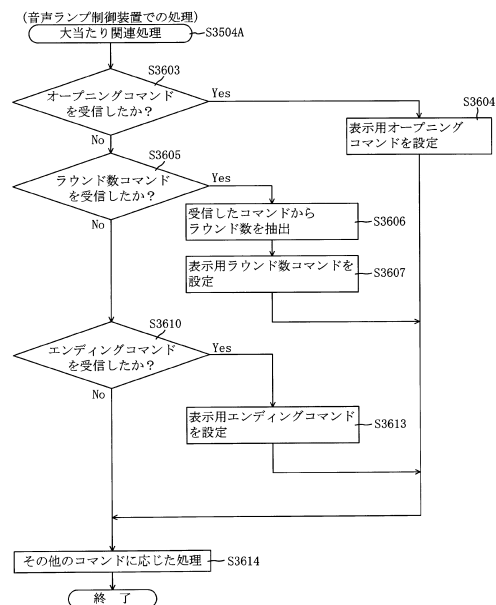 (音声ランプ制御装置での処理)
大当たり関連処理
S3504A
S3603
オープニングコマンド
を受信したか?
Yes
No
S3604
表示用オープニング
コマンドを設定
S3605
ラウンド数コマンド
を受信したか?
Yes
No
受信したコマンドから
ラウンド数を抽出
S3606
表示用ラウンド数コマンドを
設定
S3607
S3610
エンディングコマンド
を受信したか?
Yes
No
表示用エンディングコマンド
を設定
S3613
その他のコマンドに応じた処理
S3614
終 了